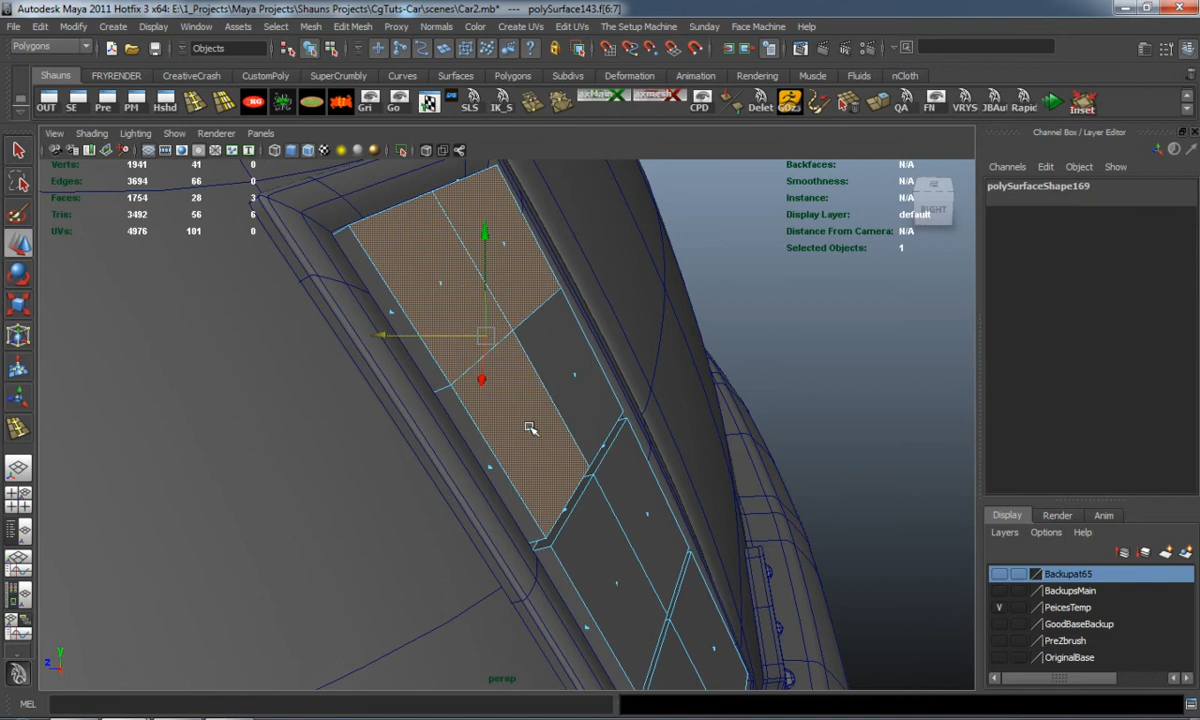 Autodesk Maya 2011 Hotfix 3 x64: E:\1_Projects\Maya Projects\Shauns Projects\CgTuts-Car\scenes\Car2.mb* --- polySurface143.f[6:7]
File Edit Modify Create Display Window Assets Select Mesh Edit Mesh Proxy Normals Color Create UVs Edit UVs The Setup Machine Sunday Muscle Face Machine Help
Polygons Objects
Shauns FRYRENDER CreativeCrash CustomPoly SuperCrumbly Curves Surfaces Polygons Subdivs Deformation Animation Rendering Muscle Fluids nCloth
OUT SE Pre PM Hshd Gri Go SLS IK_S CPD Delet QA FN VRYS JBAu Rapic Inset
View Shading Lighting Show Renderer Panels
Verts: 1941 41 0
Edges: 3694 66 0
Faces: 1754 28 3
Tris: 3492 56 6
UVs: 4976 101 0
Backfaces: N/A
Smoothness: N/A
Instance: N/A
Display Layer: default
Distance From Camera: N/A
Selected Objects: 1
RIGHT
persp
Channel Box / Layer Editor
Channels Edit Object Show
polySurfaceShape169
Display Render Anim
Layers Options Help
Backupat65
BackupsMain
V PeicesTemp
GoodBaseBackup
PreZbrush
OriginalBase
MEL